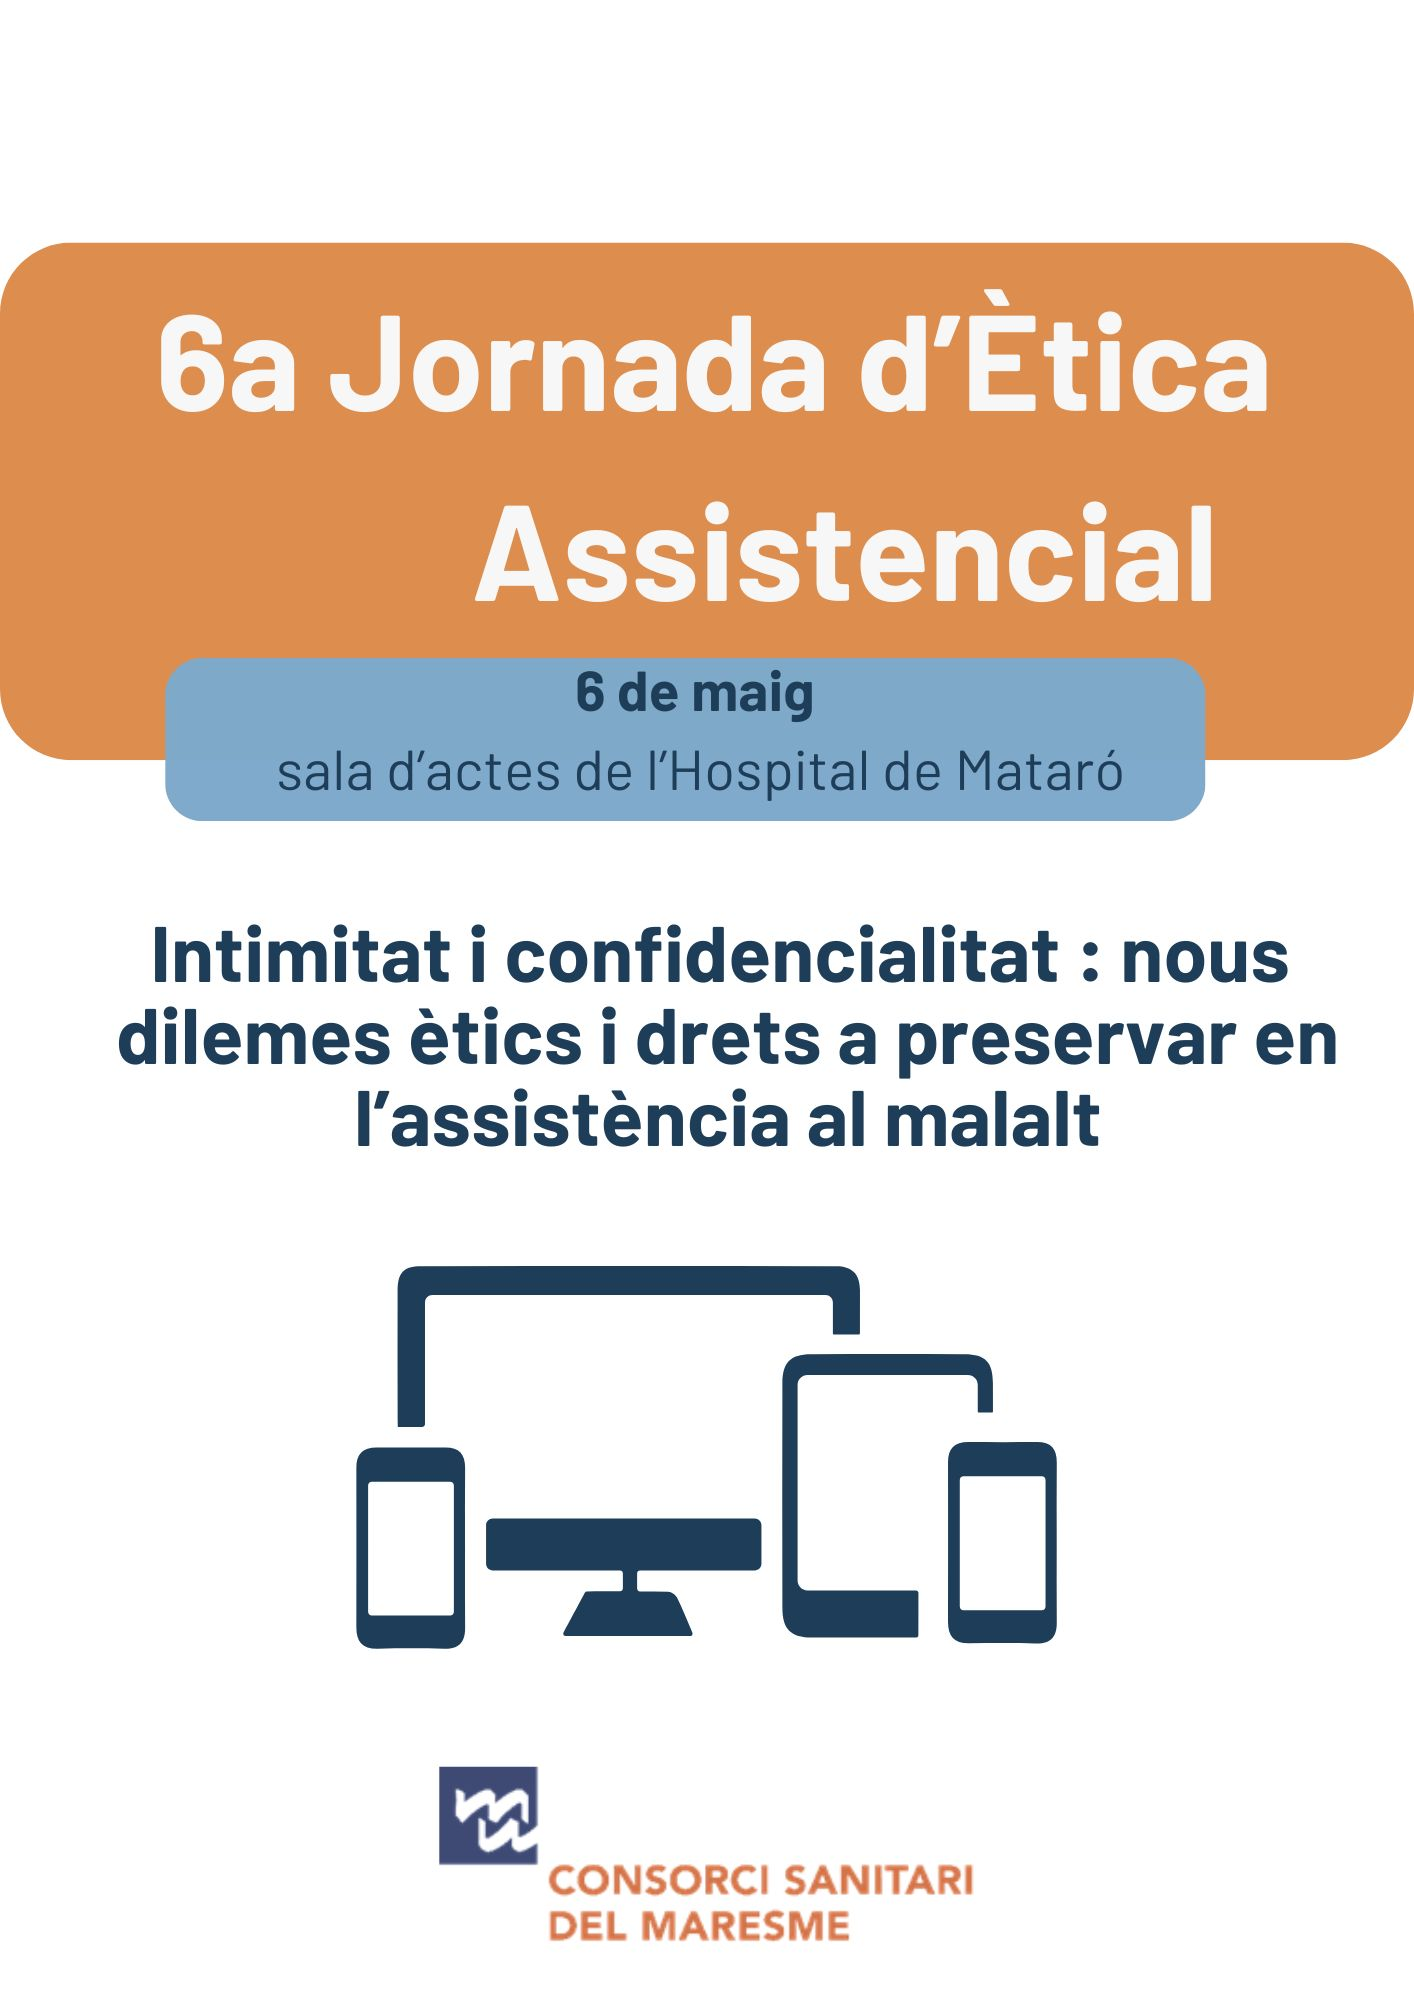 6a Jornada d’Ètica
Assistencial
6 de maig
sala d’actes de l’Hospital de Mataró
Intimitat i confidencialitat : nous
dilemes ètics i drets a preservar en
l’assistència al malalt
CONSORCI SANITARI
DEL MARESME